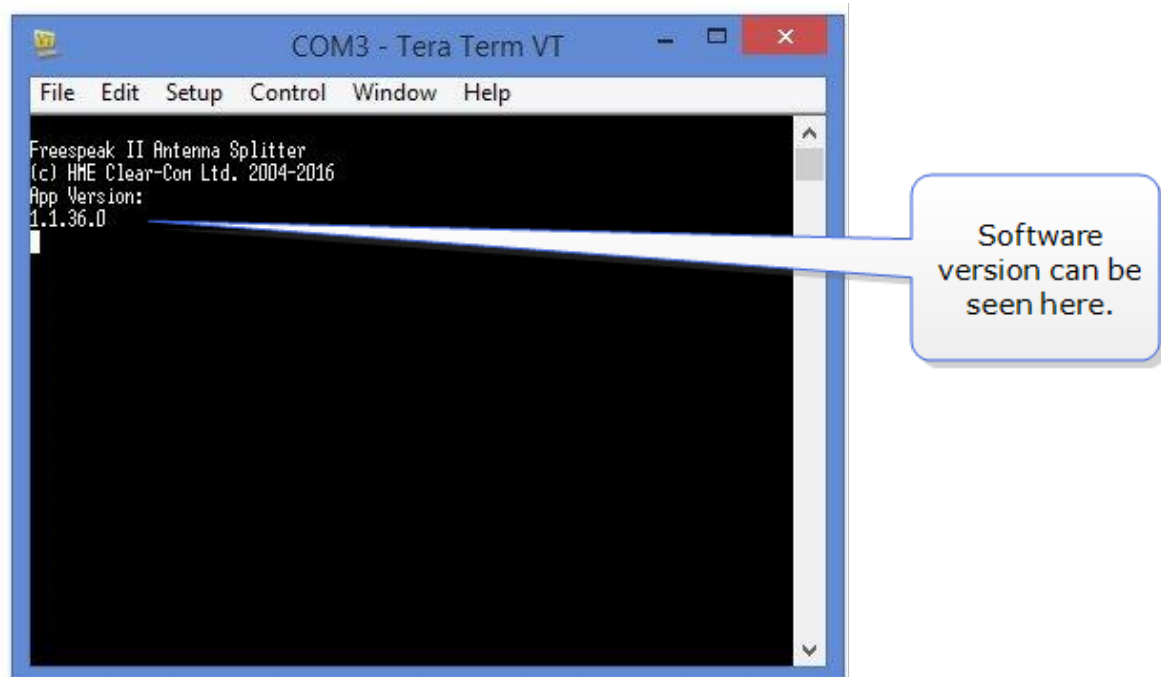 COM3 - Tera Term VT
File Edit Setup Control Window Help
Freespeak II Antenna Splitter
(c) HME Clear-Com Ltd. 2004-2016
App Version:
1.1.36.0
Software
version can be
seen here.